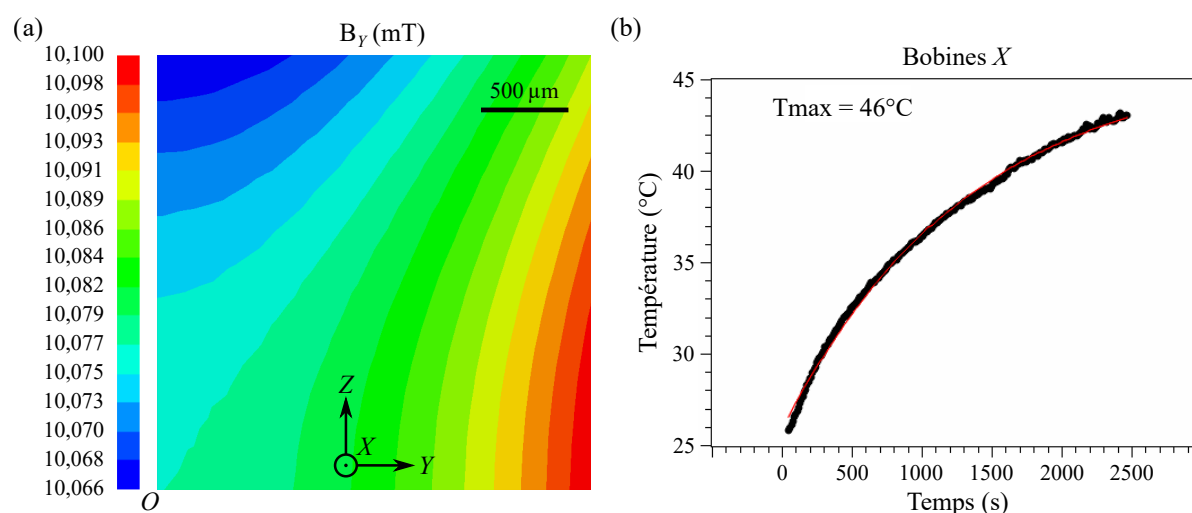 (a)
B_Y (mT)
10,100
10,098
10,095
10,093
10,091
10,089
10,086
10,084
10,082
10,079
10,077
10,075
10,073
10,070
10,068
10,066
500 µm
Z
X
Y
O
(b)
Bobines X
Tmax = 46°C
Température (°C)
45
40
35
30
25
0 500 1000 1500 2000 2500
Temps (s)